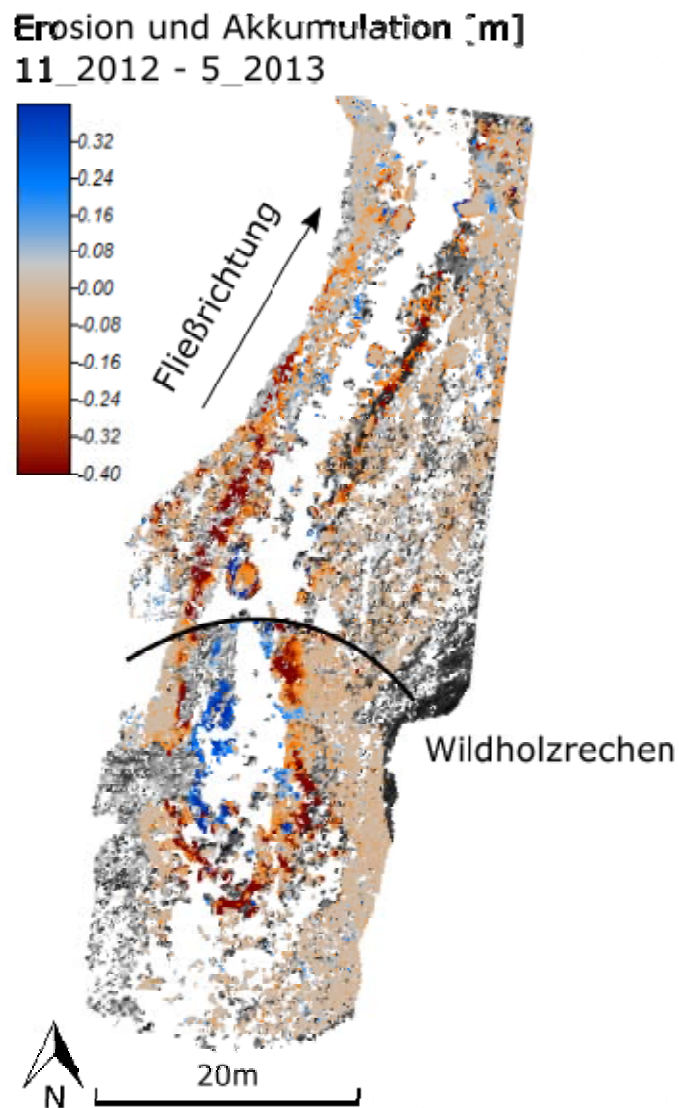 Erosion und Akkumulation [m]
11_2012 - 5_2013
0.32
0.24
0.16
0.08
0.00
-0.08
-0.16
-0.24
-0.32
-0.40
Fließrichtung
Wildholzrechen
N
20m